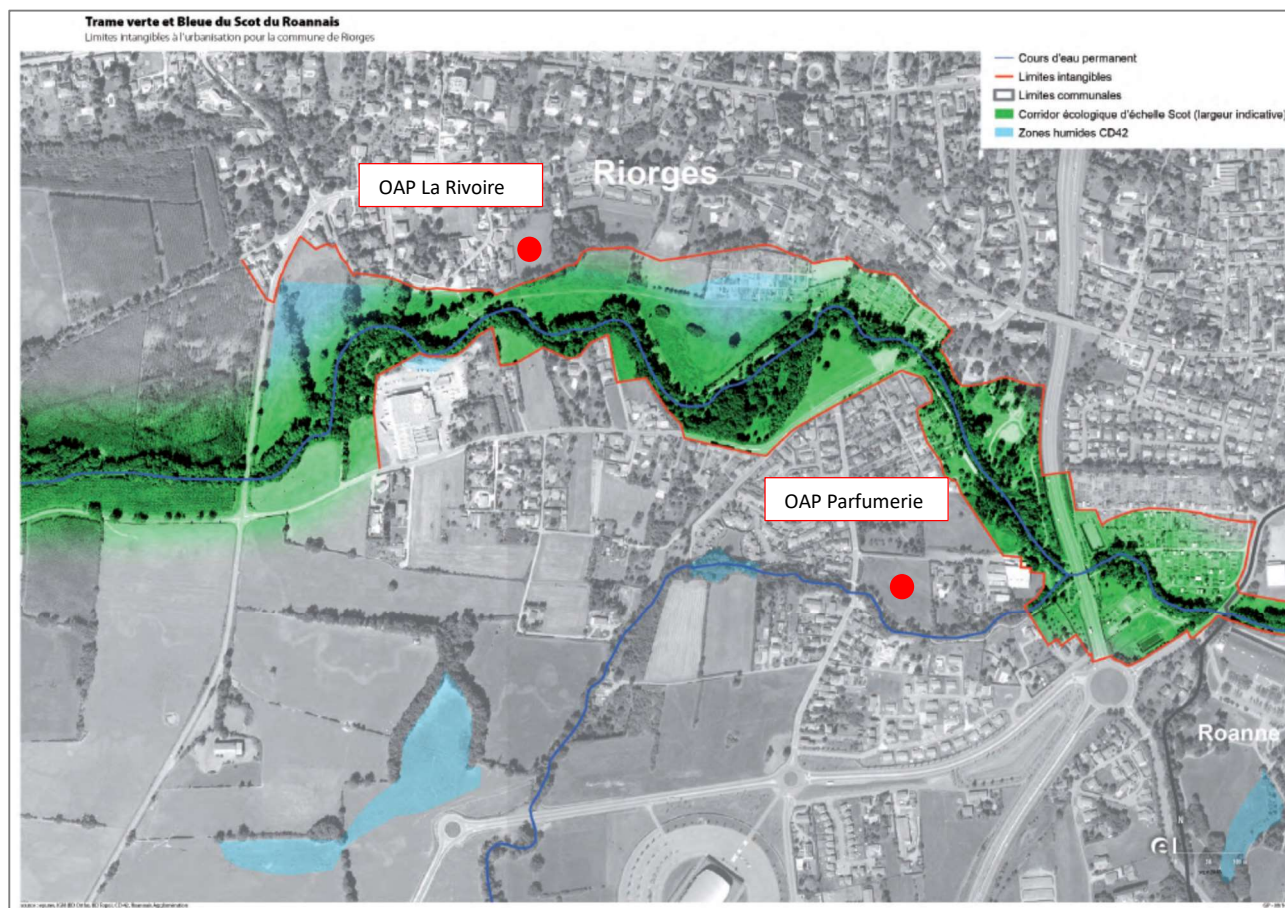 Trame verte et Bleue du Scot du Roannais
Limites intangibles à l'urbanisation pour la commune de Riorges
Cours d'eau permanent
Limites intangibles
Limites communales
Corridor écologique d'échelle Scot (largeur indicative)
Zones humides CD42
OAP La Rivoire
Riorges
OAP Parfumerie
Roanne
N